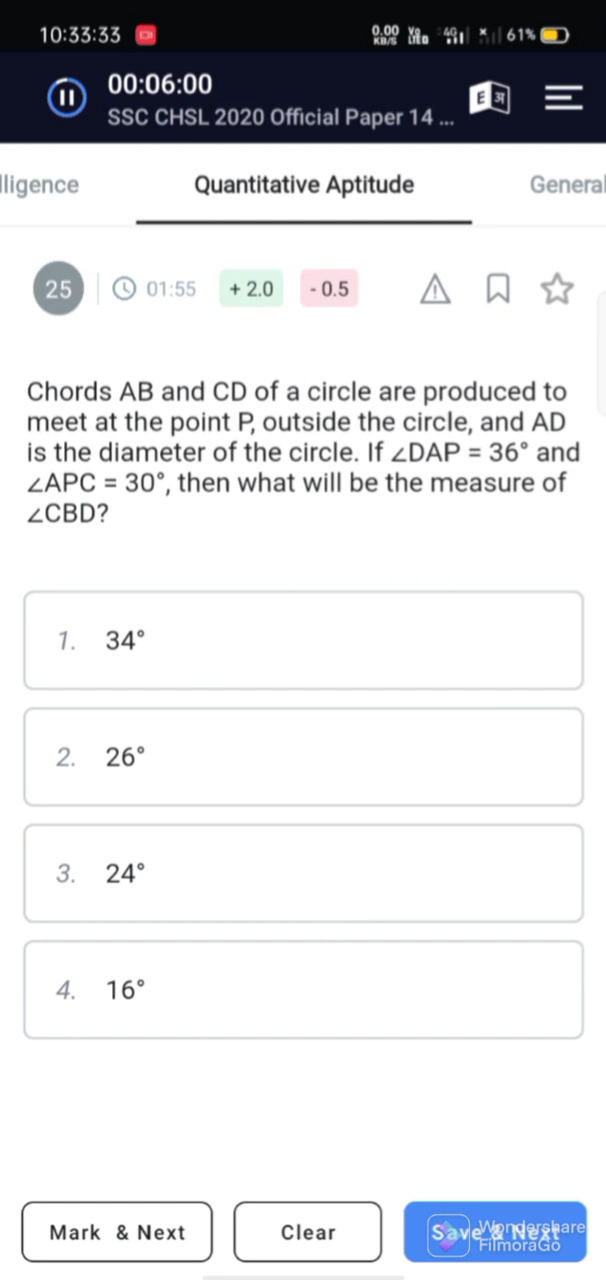 10:33:33 0.00 KB/S 4G 61%
00:06:00
SSC CHSL 2020 Official Paper 14 ...
E अ
lligence Quantitative Aptitude General
25 01:55 + 2.0 - 0.5
Chords AB and CD of a circle are produced to
meet at the point P, outside the circle, and AD
is the diameter of the circle. If ∠DAP = 36° and
∠APC = 30°, then what will be the measure of
∠CBD?
1. 34°
2. 26°
3. 24°
4. 16°
Mark & Next Clear Save & Next
Wondershare
FilmoraGo